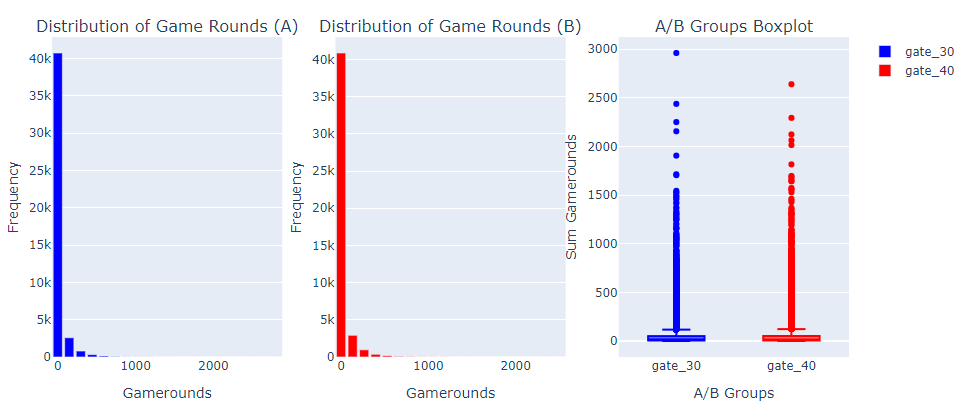 Distribution of Game Rounds (A)
40k
35k
30k
25k
20k
15k
10k
5k
0
Frequency
0 1000 2000
Gamerounds
Distribution of Game Rounds (B)
40k
35k
30k
25k
20k
15k
10k
5k
0
Frequency
0 1000 2000
Gamerounds
A/B Groups Boxplot
3000
2500
2000
1500
1000
500
0
Sum Gamerounds
gate_30 gate_40
A/B Groups
gate_30
gate_40